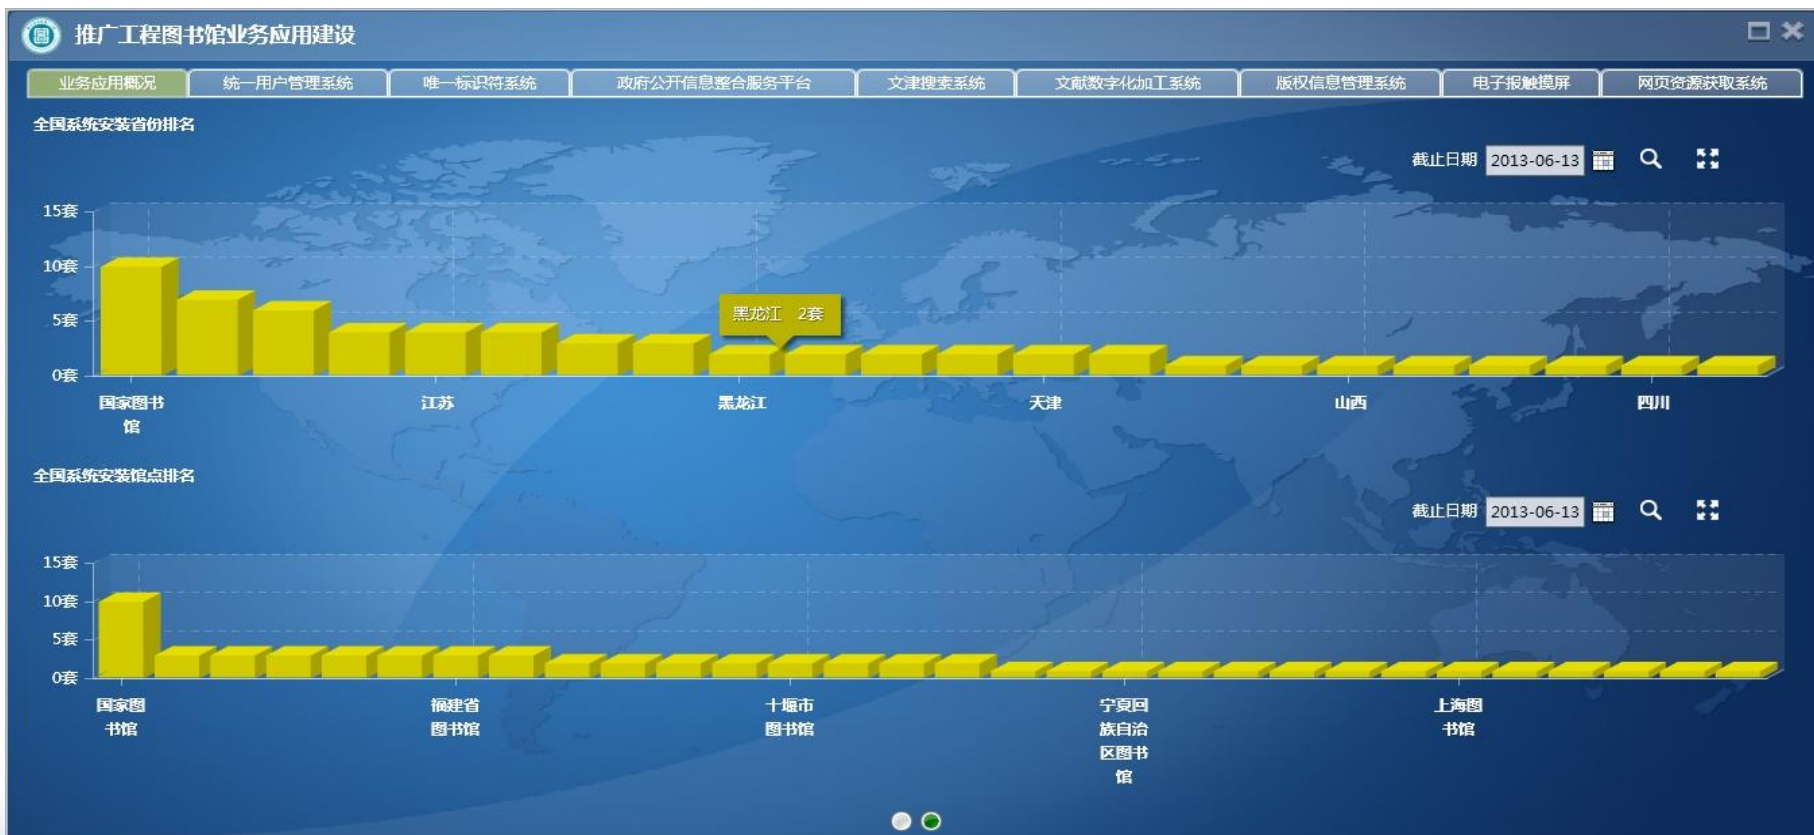 推广工程图书馆业务应用建设
业务应用概况 统一用户管理系统 唯一标识符系统 政府公开信息整合服务平台 文津搜索系统 文献数字化加工系统 版权信息管理系统 电子报触摸屏 网页资源获取系统
全国系统安装省份排名
截止日期 2013-06-13
15套
10套
5套
0套
黑龙江 2套
国家图书
馆
江苏
黑龙江
天津
山西
四川
全国系统安装馆点排名
截止日期 2013-06-13
15套
10套
5套
0套
国家图
书馆
福建省
图书馆
十堰市
图书馆
宁夏回
族自治
区图书
馆
上海图
书馆